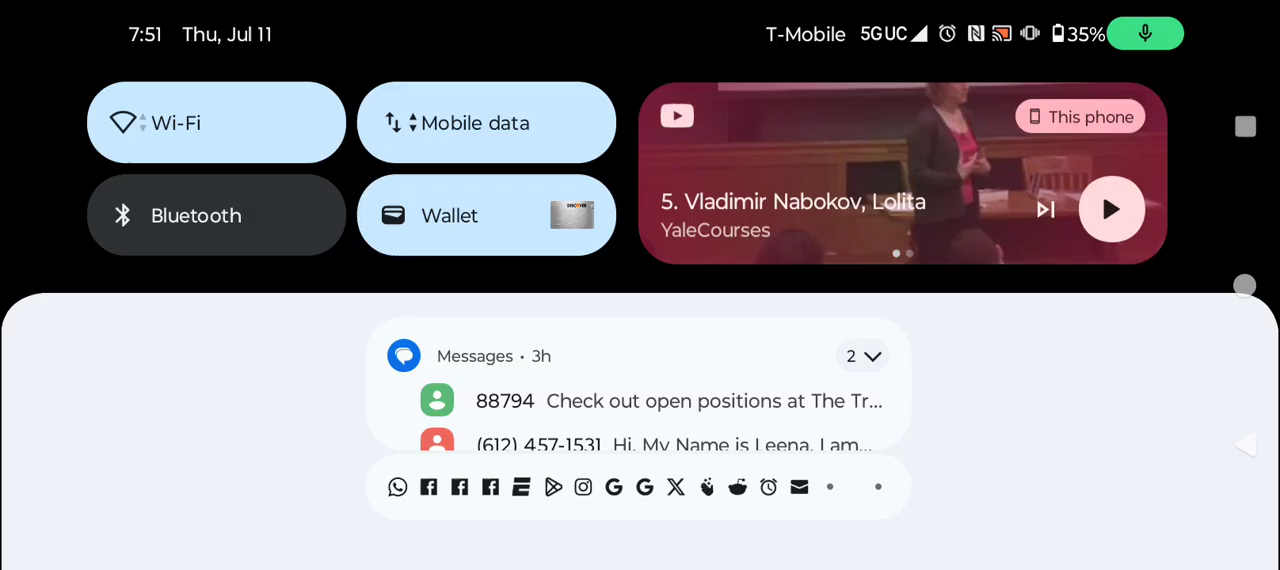 7:51 Thu, Jul 11
T-Mobile 5G UC 35%
Wi-Fi
Mobile data
Bluetooth
Wallet
DISCOVER
This phone
5. Vladimir Nabokov, Lolita
YaleCourses
Messages • 3h 2
88794 Check out open positions at The Tr...
(612) 457-1531 Hi, My Name is Leena, I am...